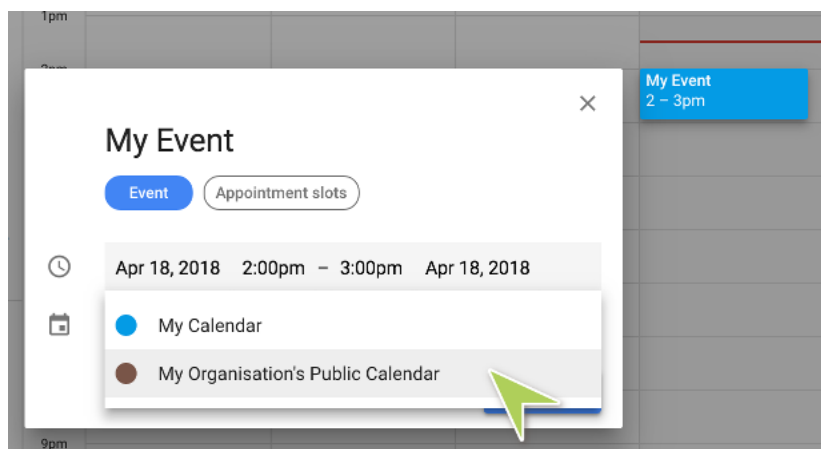 1pm
My Event
2 – 3pm
My Event
Event
Appointment slots
Apr 18, 2018 2:00pm – 3:00pm Apr 18, 2018
My Calendar
My Organisation's Public Calendar
9pm